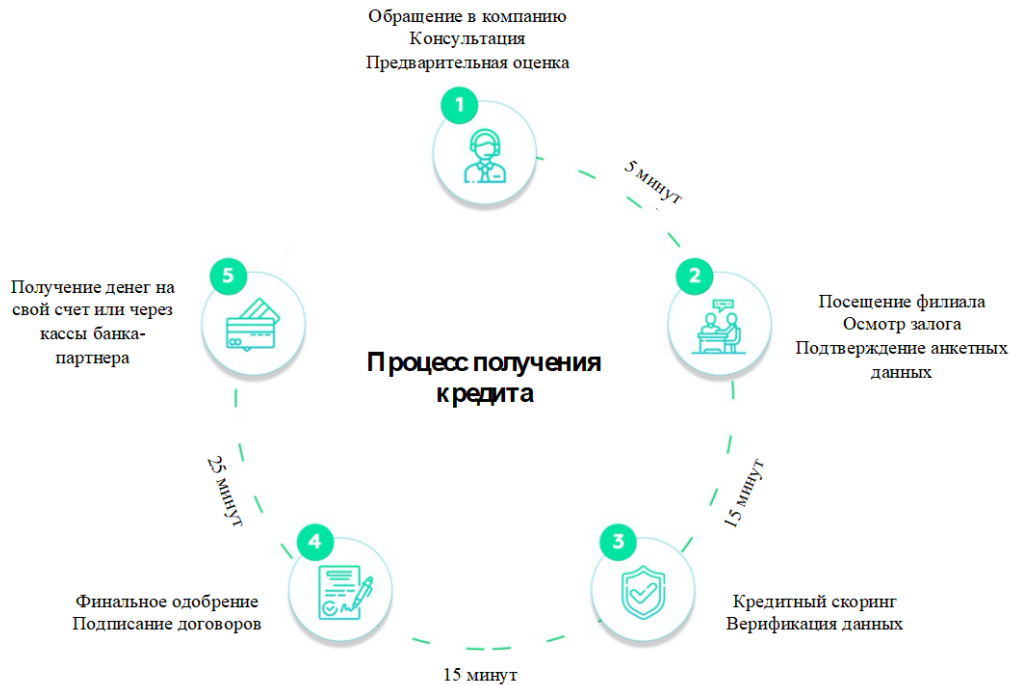 Обращение в компанию
Консультация
Предварительная оценка
1
5 минут
2
Посещение филиала
Осмотр залога
Подтверждение анкетных
данных
15 минут
3
Кредитный скоринг
Верификация данных
15 минут
4
Финальное одобрение
Подписание договоров
25 минут
5
Получение денег на
свой счет или через
кассы банка-
партнера
Процесс получения
кредита